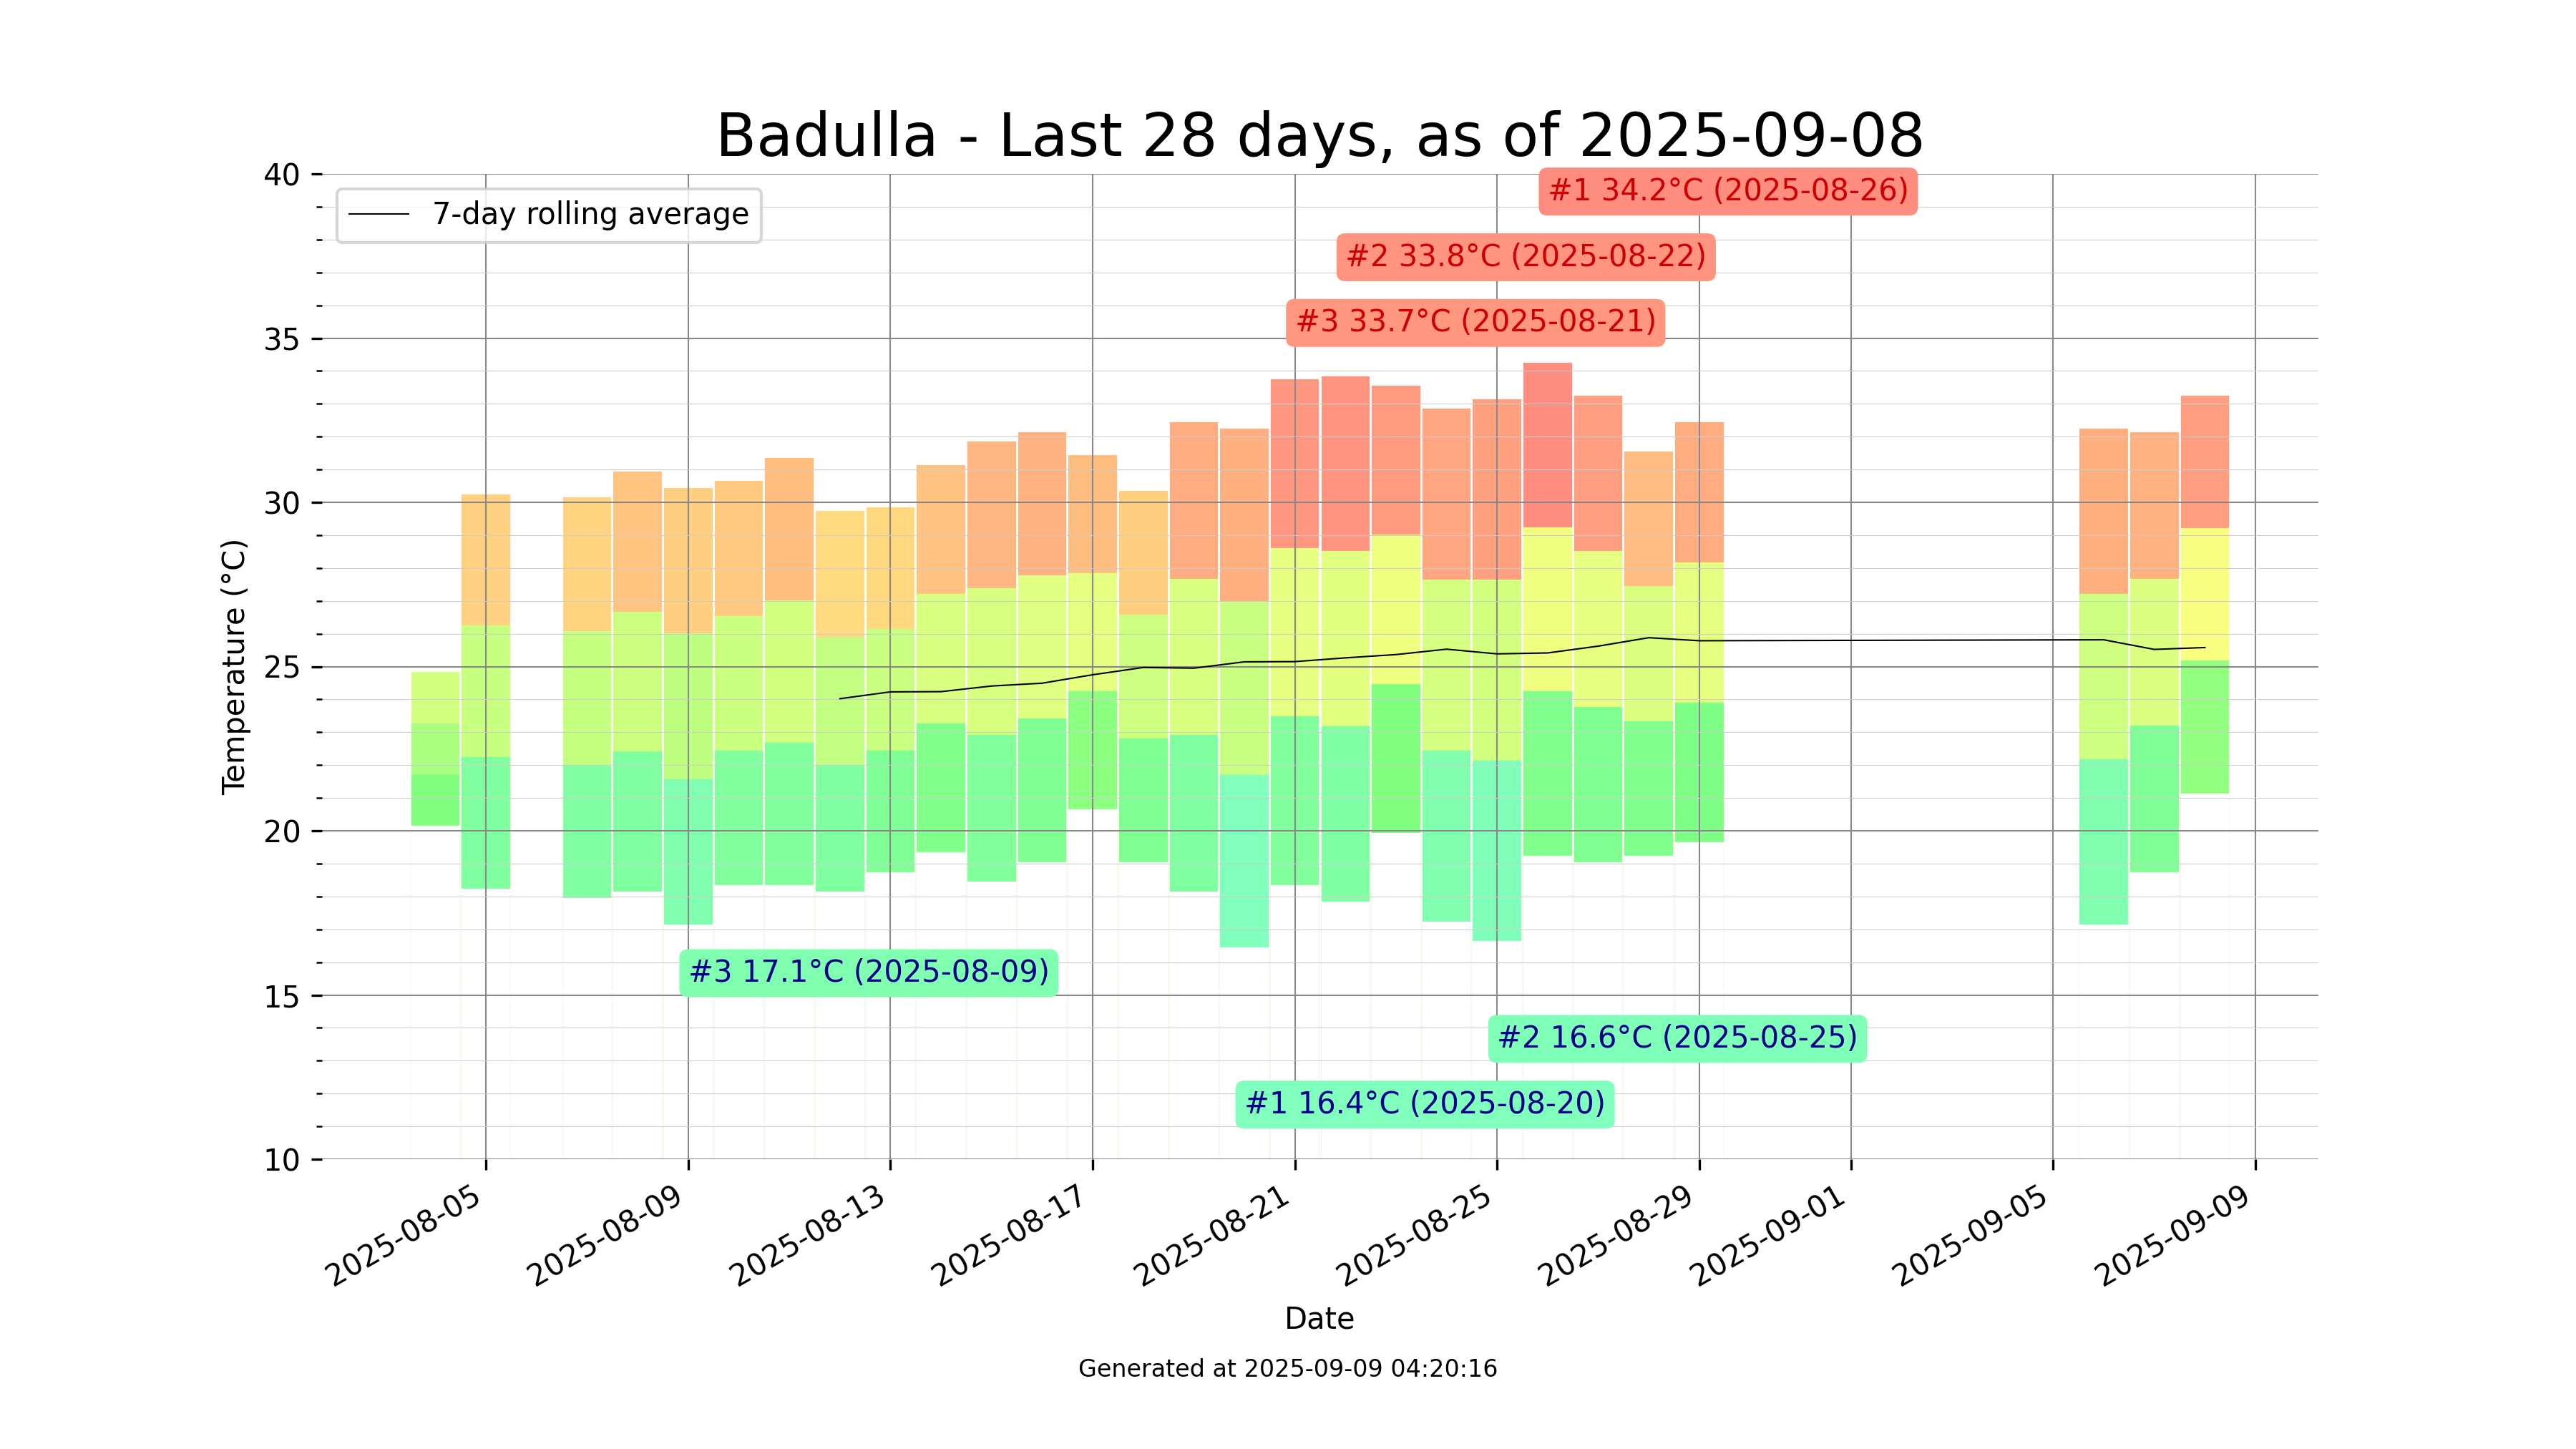 Badulla - Last 28 days, as of 2025-09-08
40
35
30
25
20
15
10
Temperature (°C)
7-day rolling average
#1 34.2°C (2025-08-26)
#2 33.8°C (2025-08-22)
#3 33.7°C (2025-08-21)
#3 17.1°C (2025-08-09)
#2 16.6°C (2025-08-25)
#1 16.4°C (2025-08-20)
2025-08-05
2025-08-09
2025-08-13
2025-08-17
2025-08-21
2025-08-25
2025-08-29
2025-09-01
2025-09-05
2025-09-09
Date
Generated at 2025-09-09 04:20:16